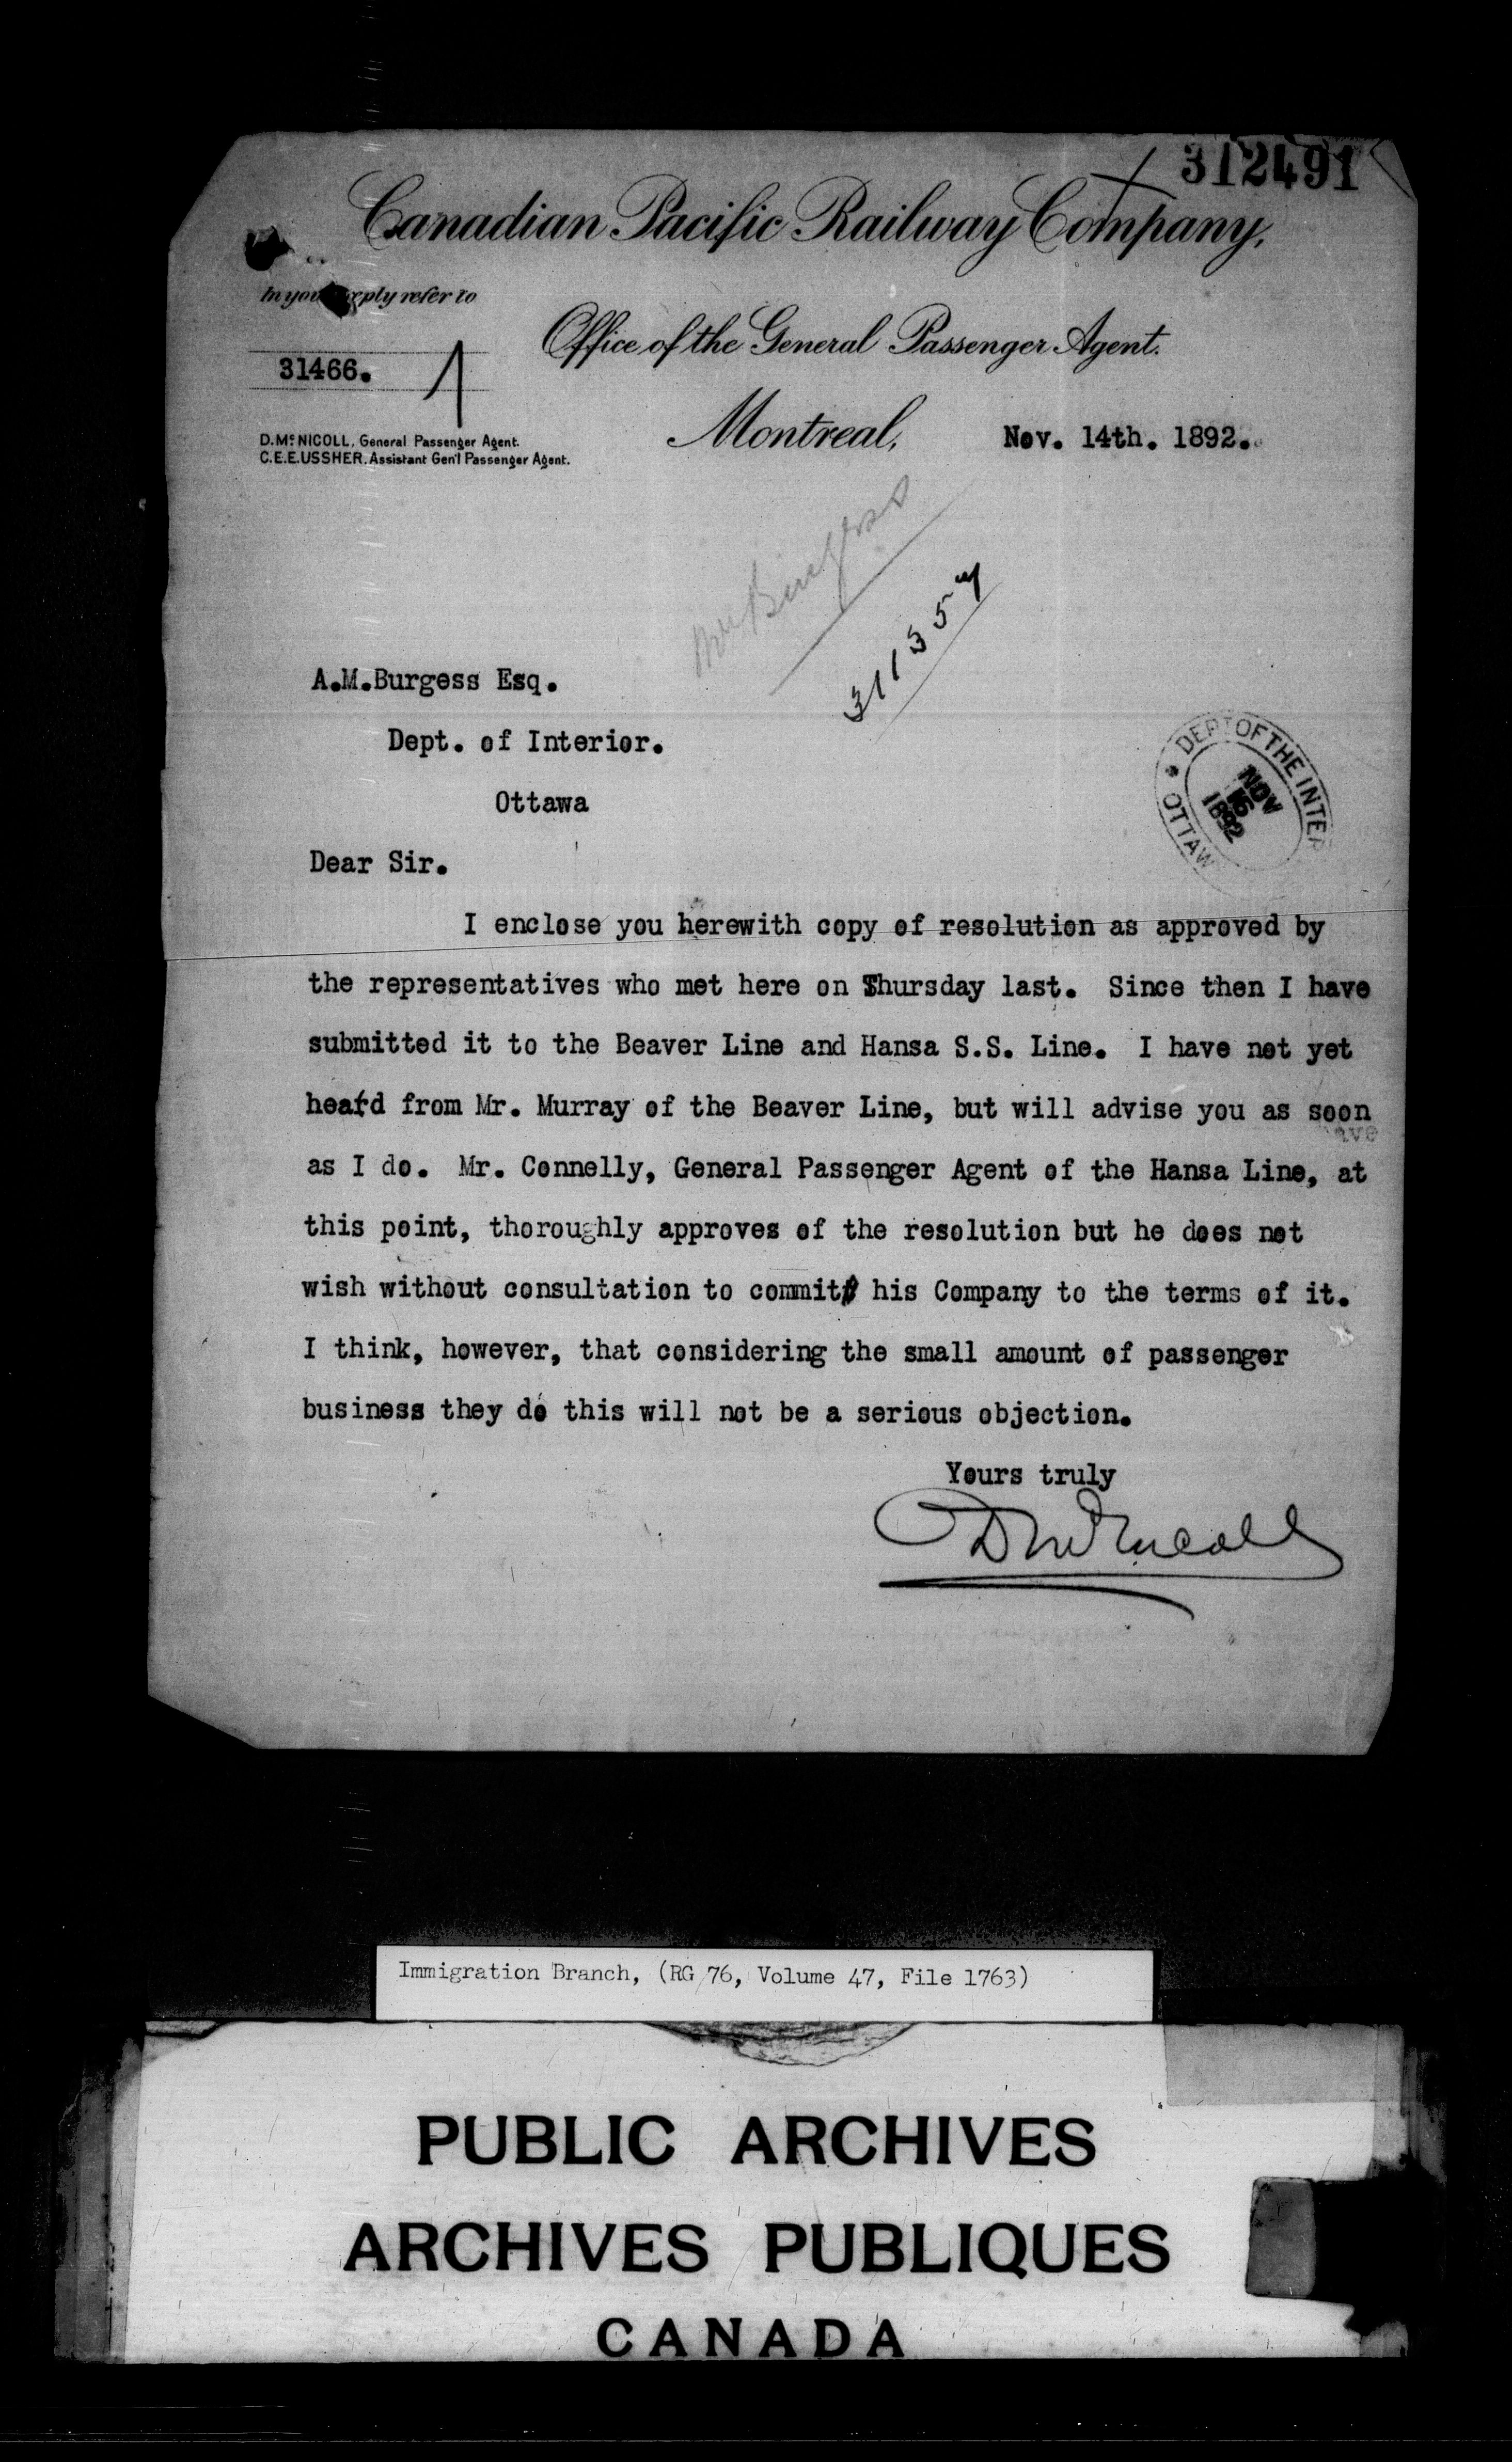 312491
Canadian Pacific Railway Company,
In your reply refer to
Office of the General Passenger Agent.
31466.
D. McNICOLL, General Passenger Agent.
C.E.E. USSHER, Assistant Gen'l Passenger Agent.
Montreal, Nov. 14th. 1892.
Mr Burgess
311357
A.M.Burgess Esq.
Dept. of Interior.
Ottawa
DEPT OF THE INTER
NOV
16
1892
OTTAW
Dear Sir.
I enclose you herewith copy of resolution as approved by
the representatives who met here on Thursday last. Since then I have
submitted it to the Beaver Line and Hansa S.S. Line. I have not yet
heard from Mr. Murray of the Beaver Line, but will advise you as soon
as I do. Mr. Connelly, General Passenger Agent of the Hansa Line, at
this point, thoroughly approves of the resolution but he does not
wish without consultation to commit his Company to the terms of it.
I think, however, that considering the small amount of passenger
business they do this will not be a serious objection.
Yours truly
D McNicoll
Immigration Branch, (RG 76, Volume 47, File 1763)
PUBLIC ARCHIVES
ARCHIVES PUBLIQUES
CANADA